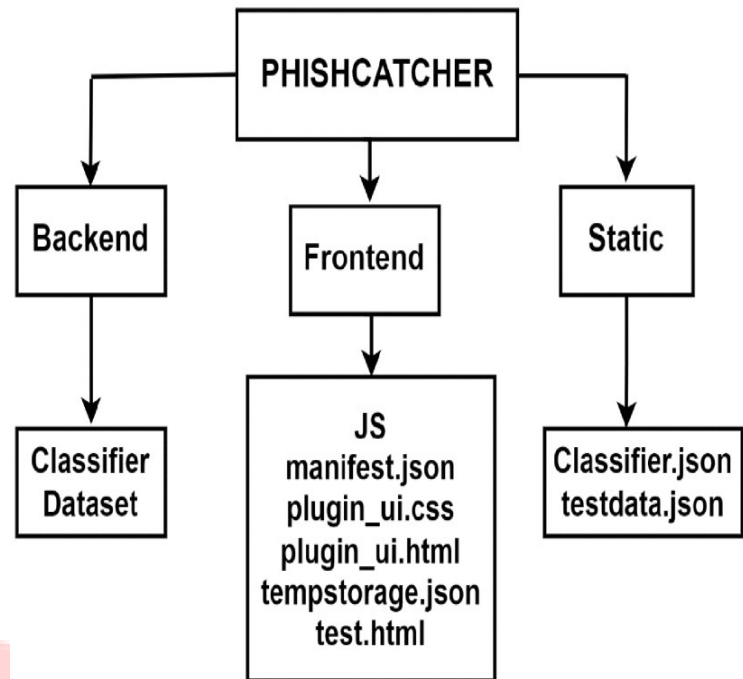 PHISHCATCHER
Backend
Frontend
Static
Classifier
Dataset
JS
manifest.json
plugin_ui.css
plugin_ui.html
tempstorage.json
test.html
Classifier.json
testdata.json